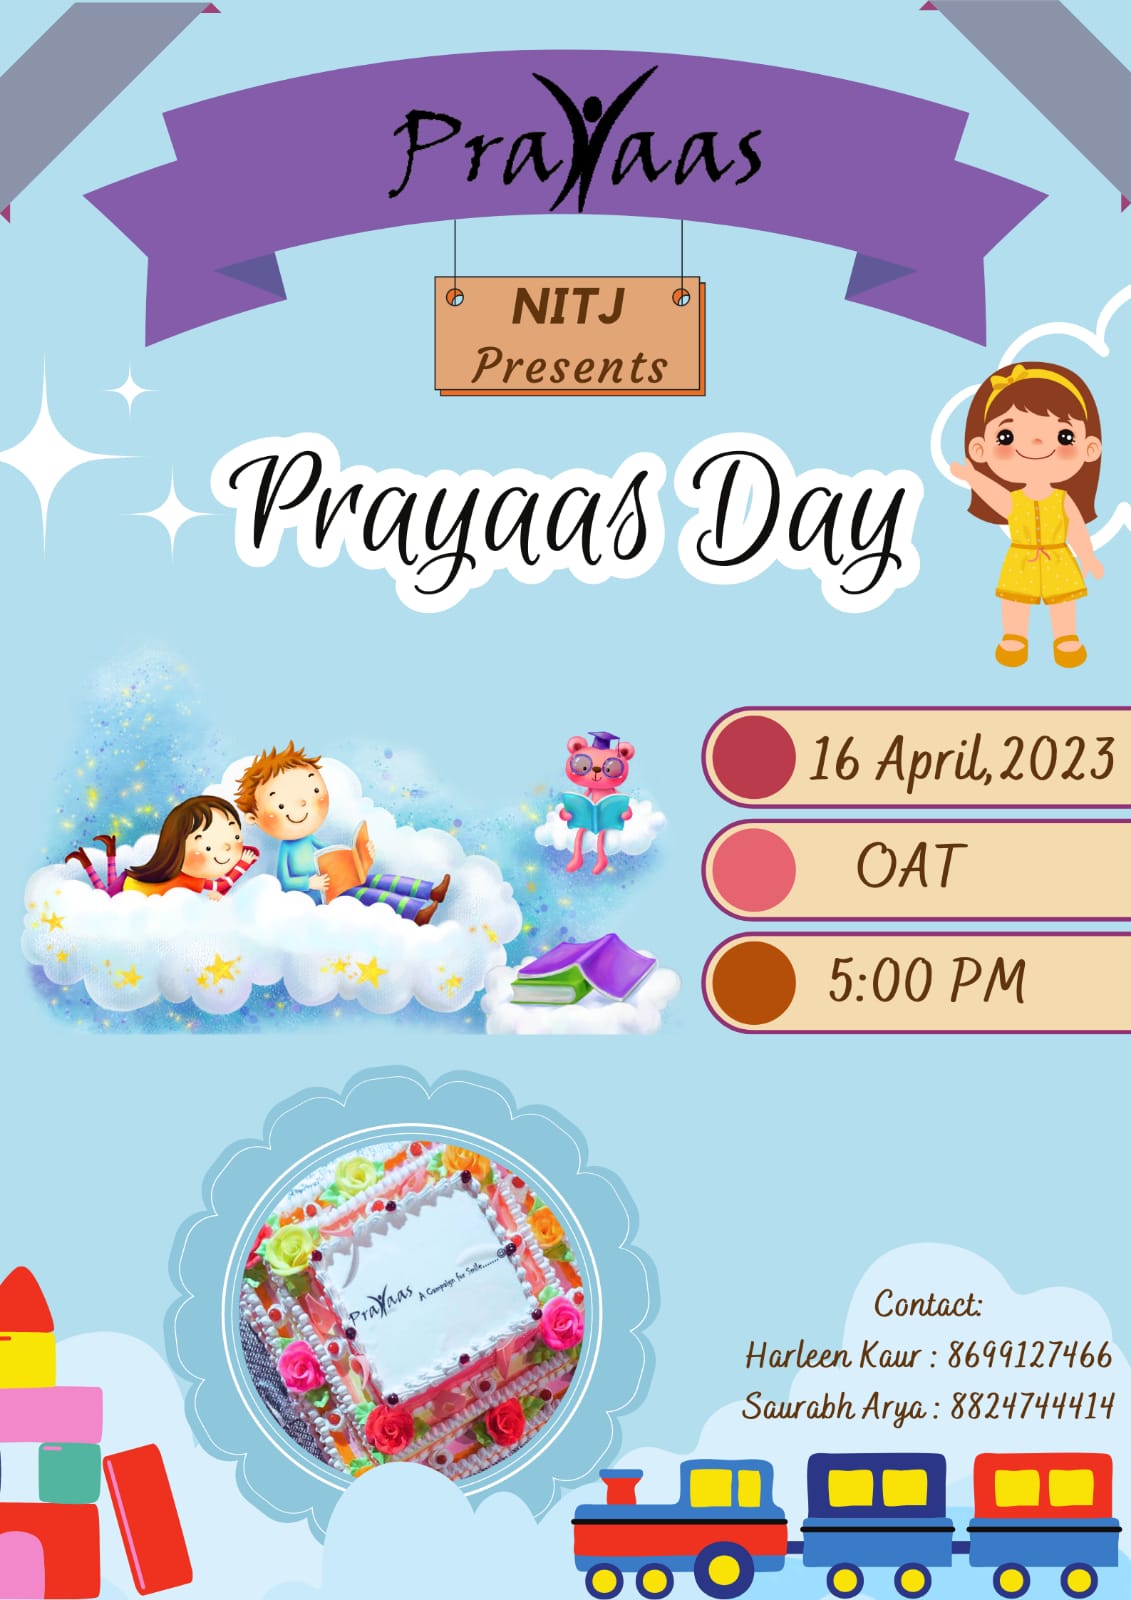 Prayaas
NITJ
Presents
Prayaas Day
16 April,2023
OAT
5:00 PM
Prayaas A Campaign for Smile.......☺
Contact:
Harleen Kaur : 8699127466
Saurabh Arya : 8824744414